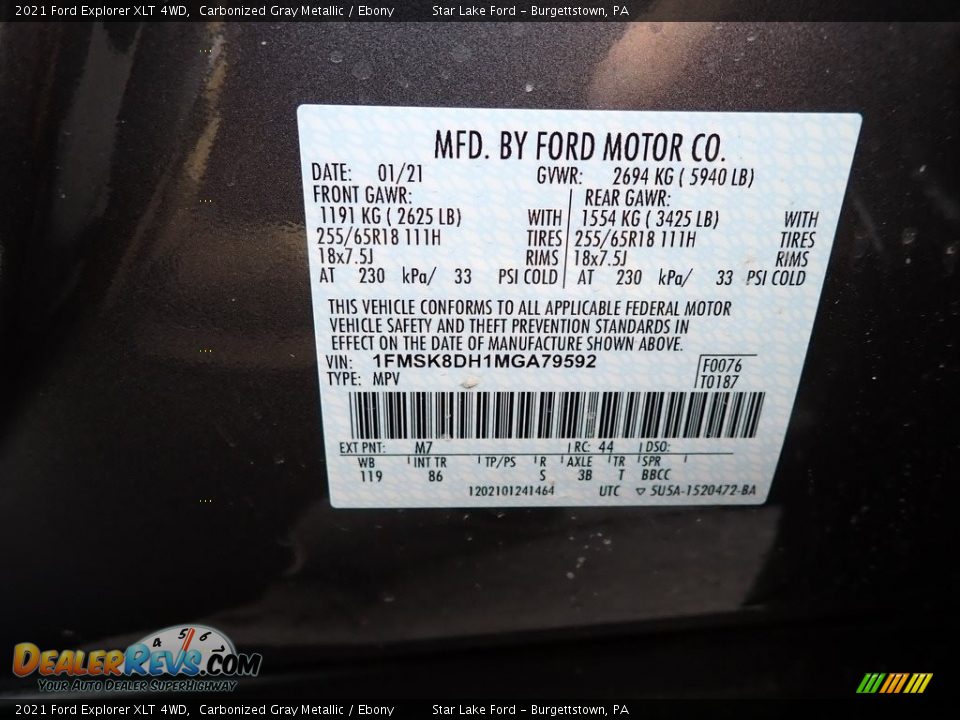 2021 Ford Explorer XLT 4WD, Carbonized Gray Metallic / Ebony Star Lake Ford - Burgettstown, PA
MFD. BY FORD MOTOR CO.
DATE: 01/21 GVWR: 2694 KG ( 5940 LB)
FRONT GAWR: REAR GAWR:
1191 KG ( 2625 LB) WITH 1554 KG ( 3425 LB) WITH
255/65R18 111H TIRES 255/65R18 111H TIRES
18x7.5J RIMS 18x7.5J RIMS
AT 230 kPa/ 33 PSI COLD AT 230 kPa/ 33 PSI COLD
THIS VEHICLE CONFORMS TO ALL APPLICABLE FEDERAL MOTOR
VEHICLE SAFETY AND THEFT PREVENTION STANDARDS IN
EFFECT ON THE DATE OF MANUFACTURE SHOWN ABOVE.
VIN: 1FMSK8DH1MGA79592 F0076
TYPE: MPV T0187
EXT PNT: M7 RC: 44 DSO:
WB INT TR TP/PS R AXLE TR SPR
119 86 S 3B T BBCC
1202101241464 UTC ▽ 5U5A-1520472-BA
4 5 6
DEALERREVS.COM
YOUR AUTO DEALER SUPERHIGHWAY
2021 Ford Explorer XLT 4WD, Carbonized Gray Metallic / Ebony Star Lake Ford - Burgettstown, PA